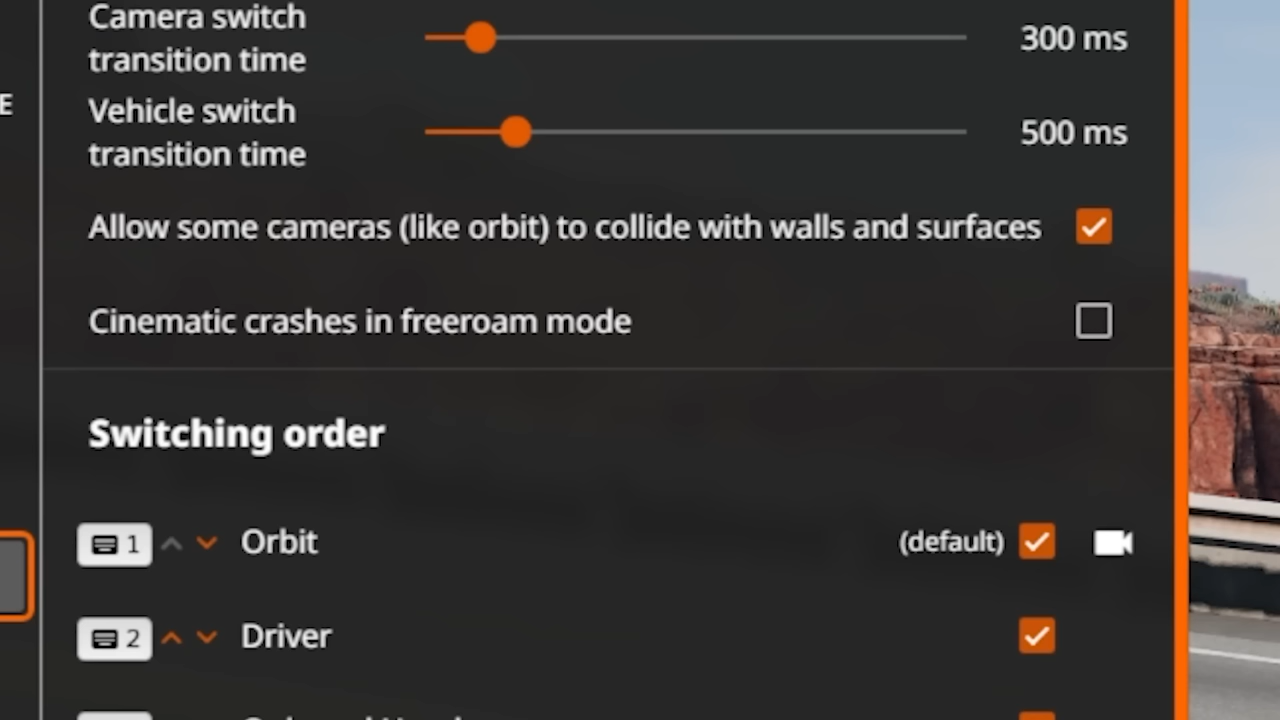 Camera switch
transition time
300 ms
E
Vehicle switch
transition time
500 ms
Allow some cameras (like orbit) to collide with walls and surfaces
Cinematic crashes in freeroam mode
Switching order
1 Orbit (default)
2 Driver